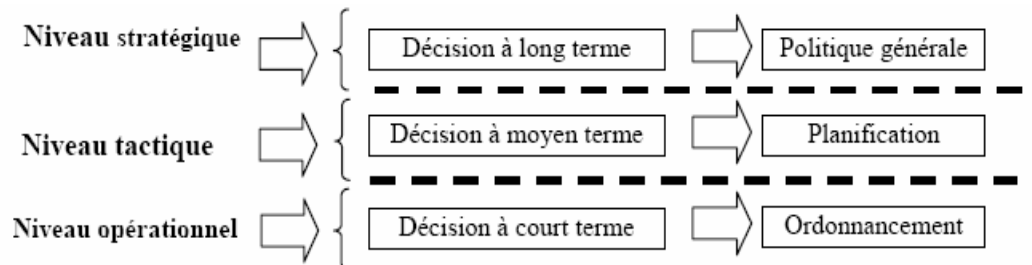 Niveau stratégique
Décision à long terme
Politique générale
Niveau tactique
Décision à moyen terme
Planification
Niveau opérationnel
Décision à court terme
Ordonnancement